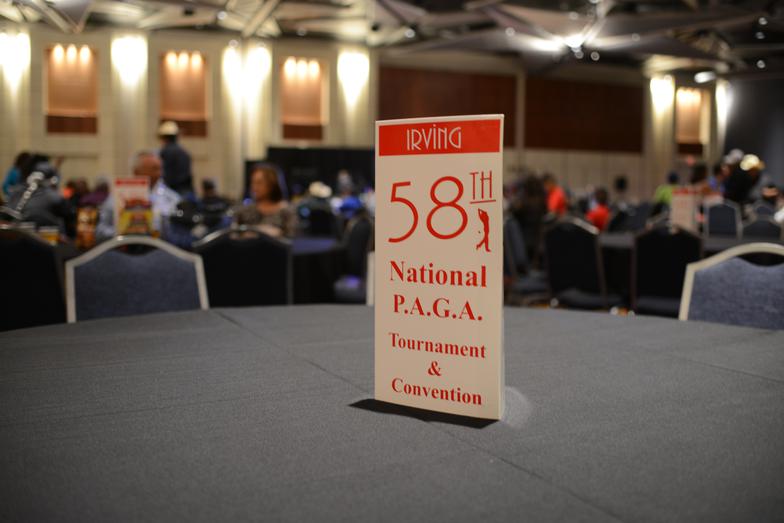 IRVING
58TH
National
P.A.G.A.
Tournament
&
Convention